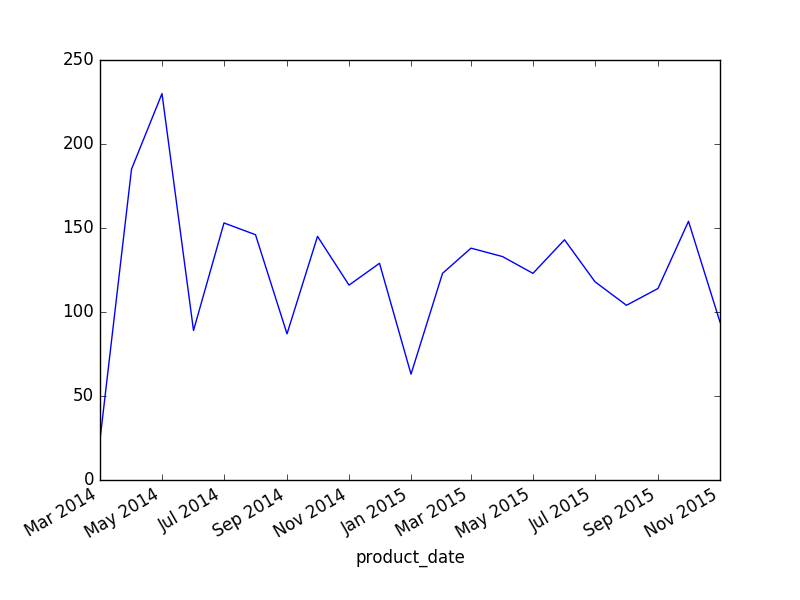 250
200
150
100
50
0
Mar 2014
May 2014
Jul 2014
Sep 2014
Nov 2014
Jan 2015
Mar 2015
May 2015
Jul 2015
Sep 2015
Nov 2015
product_date